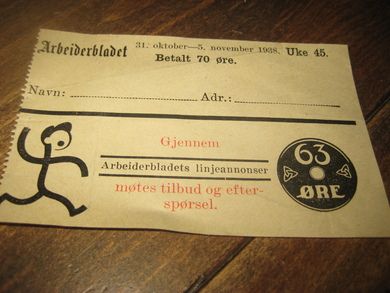 Arbeiderbladet 31. oktober—5. november 1938. Uke 45.
Betalt 70 øre.
Navn: Adr.:
Gjennem
Arbeiderbladets linjeannonser
møtes tilbud og efter-
spørsel.
63
ØRE